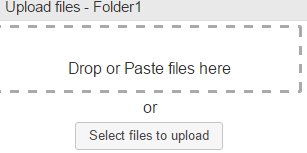 Upload files - Folder1
Drop or Paste files here
or
Select files to upload